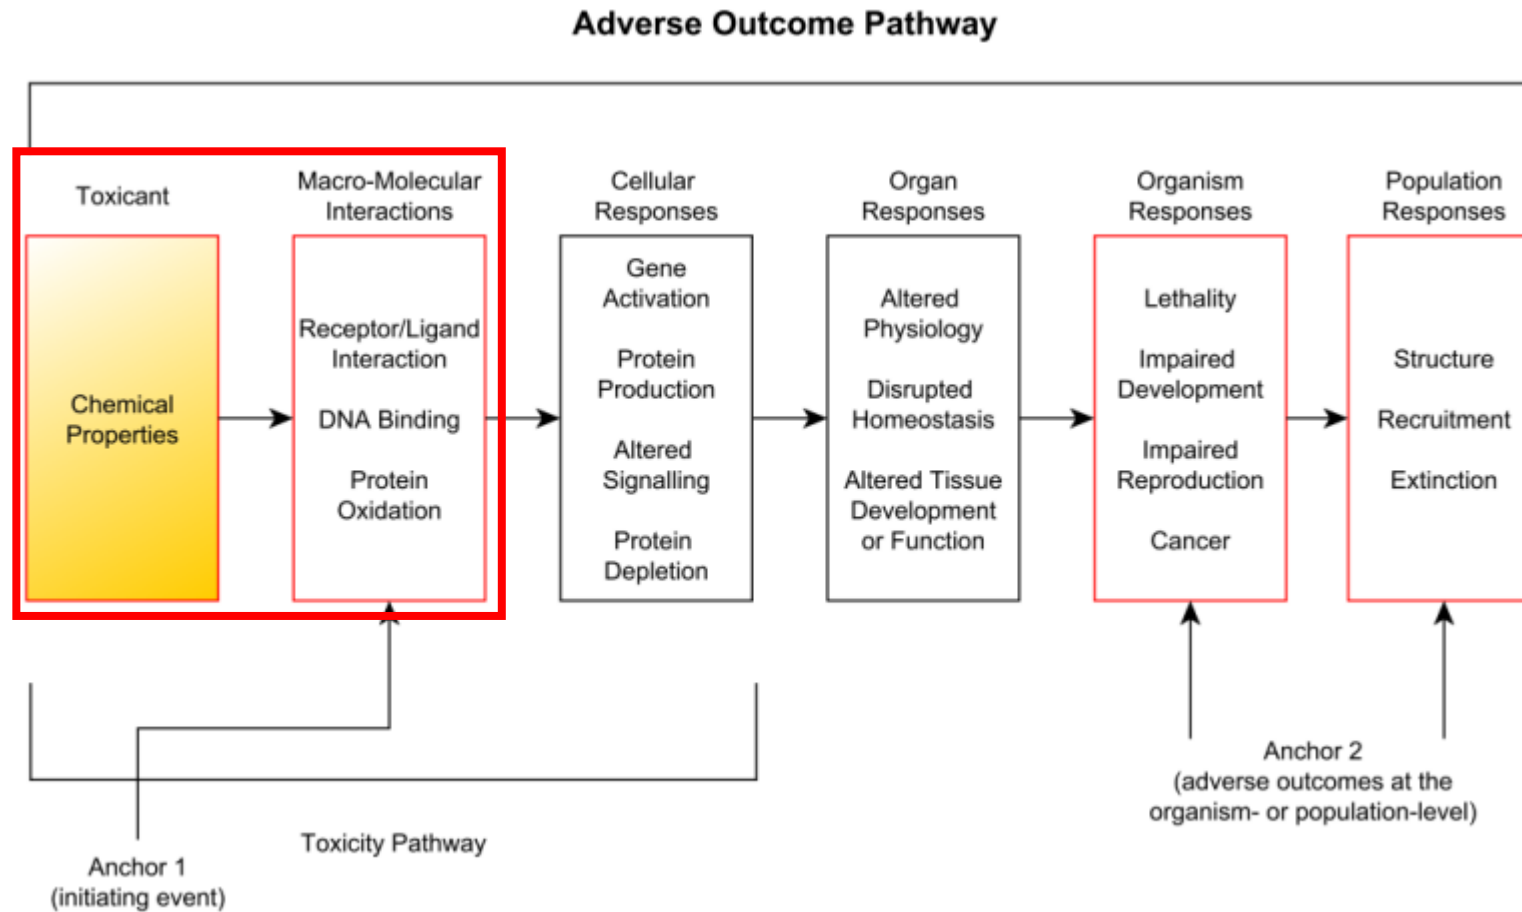 Adverse Outcome Pathway
Toxicant
Chemical
Properties
Macro-Molecular
Interactions
Receptor/Ligand
Interaction
DNA Binding
Protein
Oxidation
Cellular
Responses
Gene
Activation
Protein
Production
Altered
Signalling
Protein
Depletion
Organ
Responses
Altered
Physiology
Disrupted
Homeostasis
Altered Tissue
Development
or Function
Organism
Responses
Lethality
Impaired
Development
Impaired
Reproduction
Cancer
Population
Responses
Structure
Recruitment
Extinction
Anchor 1
(initiating event)
Toxicity Pathway
Anchor 2
(adverse outcomes at the
organism- or population-level)